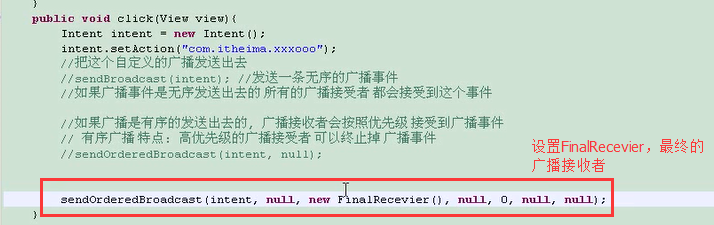 }
public void click(View view){
Intent intent = new Intent();
intent.setAction("com.itheima.xxxooo");
//把这个自定义的广播发送出去
//sendBroadcast(intent); //发送一条无序的广播事件
//如果广播事件是无序发送出去的 所有的广播接受者 都会接受到这个事件
//如果广播是有序的发送出去的, 广播接收者会按照优先级 接受到广播事件
// 有序广播 特点: 高优先级的广播接受者 可以终止掉 广播事件
//sendOrderedBroadcast(intent, null);
设置FinalRecevier，最终的
广播接收者
sendOrderedBroadcast(intent, null, new FinalRecevier(), null, 0, null, null);
}